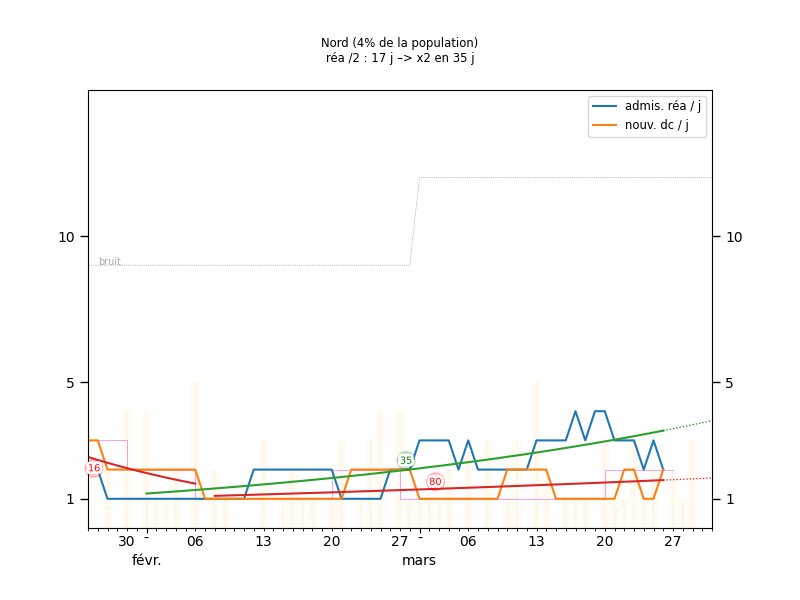 Nord (4% de la population)
réa /2 : 17 j –> x2 en 35 j
admis. réa / j
nouv. dc / j
10
10
bruit
5
5
35
16
80
1
1
30
-
06
13
20
27
-
06
13
20
27
févr.
mars